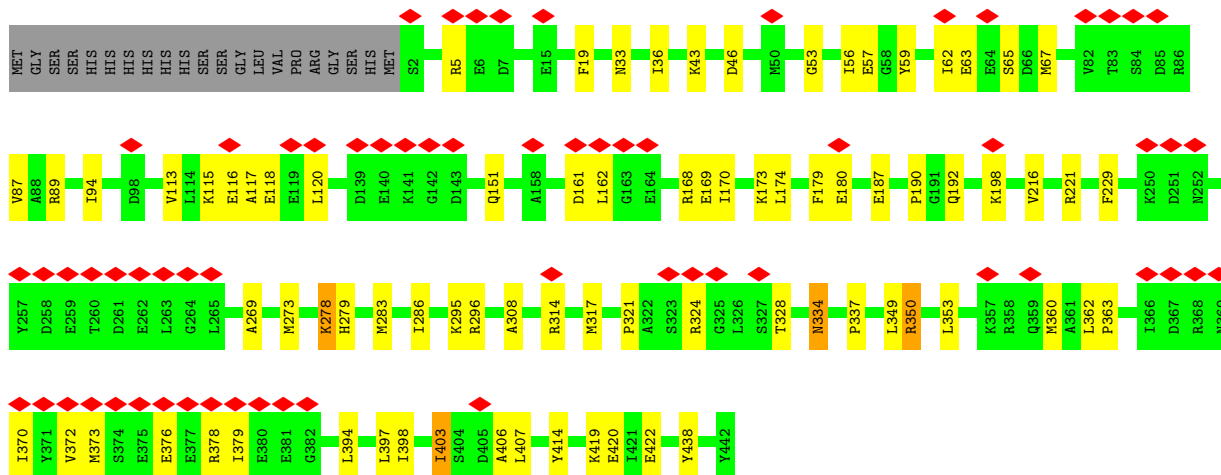 MET GLY SER SER HIS HIS HIS HIS HIS HIS SER SER GLY LEU VAL PRO ARG GLY SER HIS MET S2 R5 E6 D7 E15 F19 N33 I36 K43 D46 M50 G53 I56 E57 G58 Y59 I62 E63 E64 S65 D66 M67 V82 T83 S84 D85 R86
V87 A88 R89 I94 D98 V113 L114 K115 E116 A117 E118 E119 L120 D139 E140 K141 G142 D143 Q151 A158 D161 L162 G163 E164 R168 E169 I170 K173 L174 F179 E180 E187 P190 G191 Q192 K198 V216 R221 F229 K250 D251 N252
Y257 D258 E259 T260 D261 E262 L263 G264 L265 A269 M273 K278 H279 M283 I286 K295 R296 A308 R314 M317 P321 A322 S323 R324 G325 L326 S327 T328 N334 P337 L349 R350 L353 K357 R358 Q359 M360 A361 L362 P363 I366 D367 R368
I370 Y371 V372 M373 S374 E375 E376 E377 R378 I379 E380 E381 G382 L394 L397 I398 I403 S404 D405 A406 L407 Y414 K419 E420 I421 E422 Y438 Y442